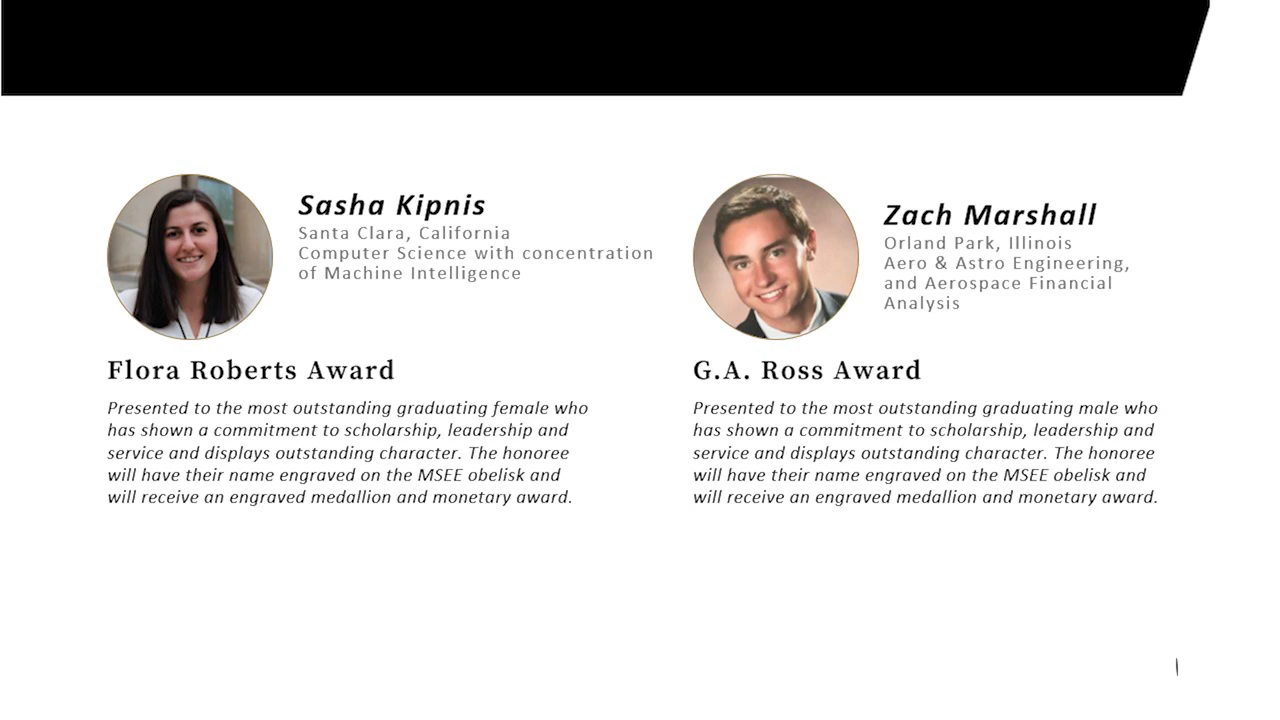 Sasha Kipnis
Santa Clara, California
Computer Science with concentration
of Machine Intelligence
Flora Roberts Award
Presented to the most outstanding graduating female who
has shown a commitment to scholarship, leadership and
service and displays outstanding character. The honoree
will have their name engraved on the MSEE obelisk and
will receive an engraved medallion and monetary award.
Zach Marshall
Orland Park, Illinois
Aero & Astro Engineering,
and Aerospace Financial
Analysis
G.A. Ross Award
Presented to the most outstanding graduating male who
has shown a commitment to scholarship, leadership and
service and displays outstanding character. The honoree
will have their name engraved on the MSEE obelisk and
will receive an engraved medallion and monetary award.